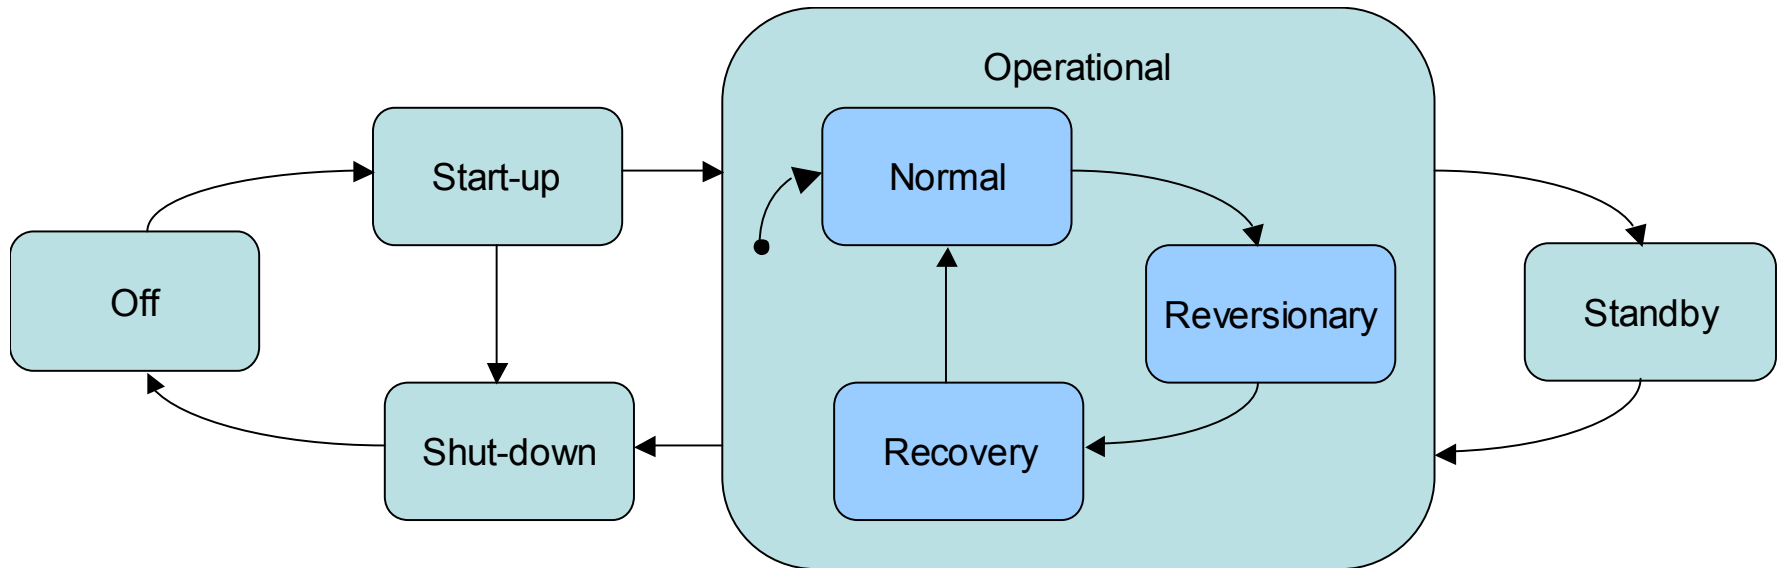 Operational
Start-up
Normal
Off
Reversionary
Standby
Shut-down
Recovery